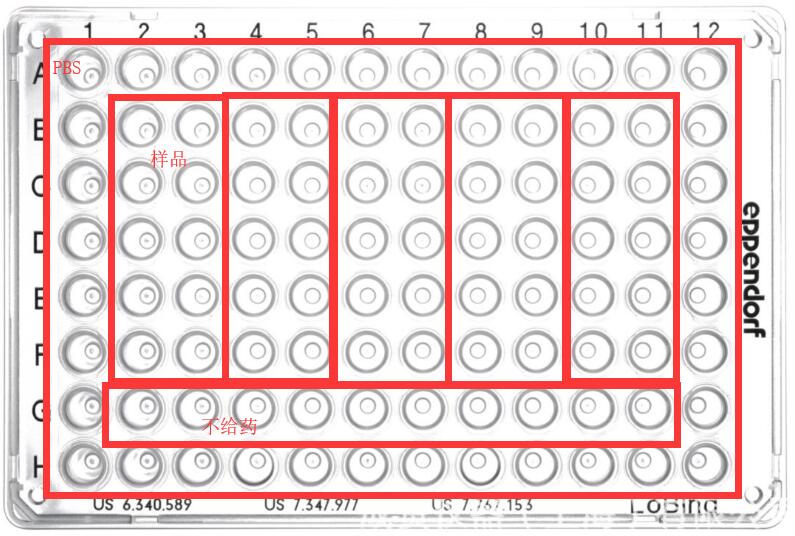 1 2 3 4 5 6 7 8 9 10 11 12
A PBS
B
样品
C
D
E
F
G 不给药
H
eppendorf
US 6.340.589 US 7.347.977 US 7.767.153 LoBind